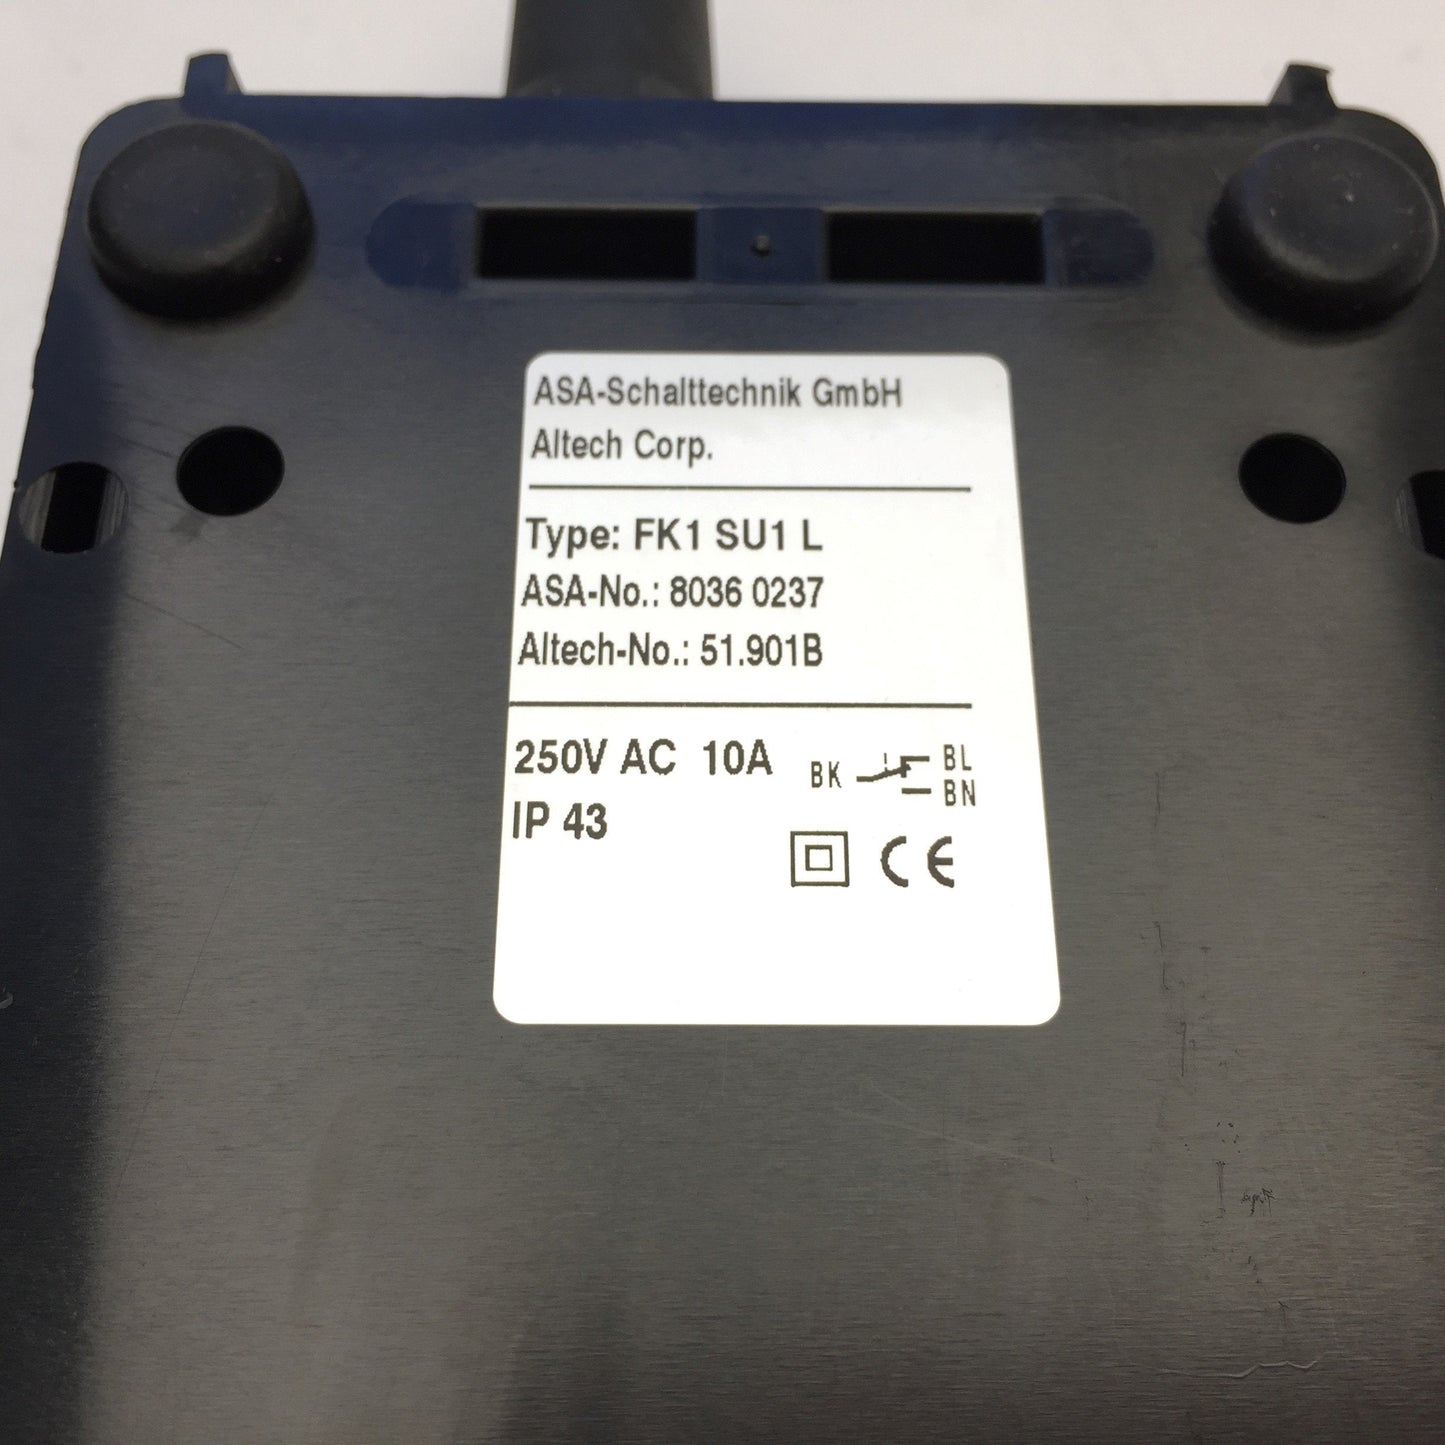 ASA-Schalttechnik GmbH
Altech Corp.
Type: FK1 SU1 L
ASA-No.: 8036 0237
Altech-No.: 51.901B
250V AC 10A
BK
BL
BN
IP 43
CE